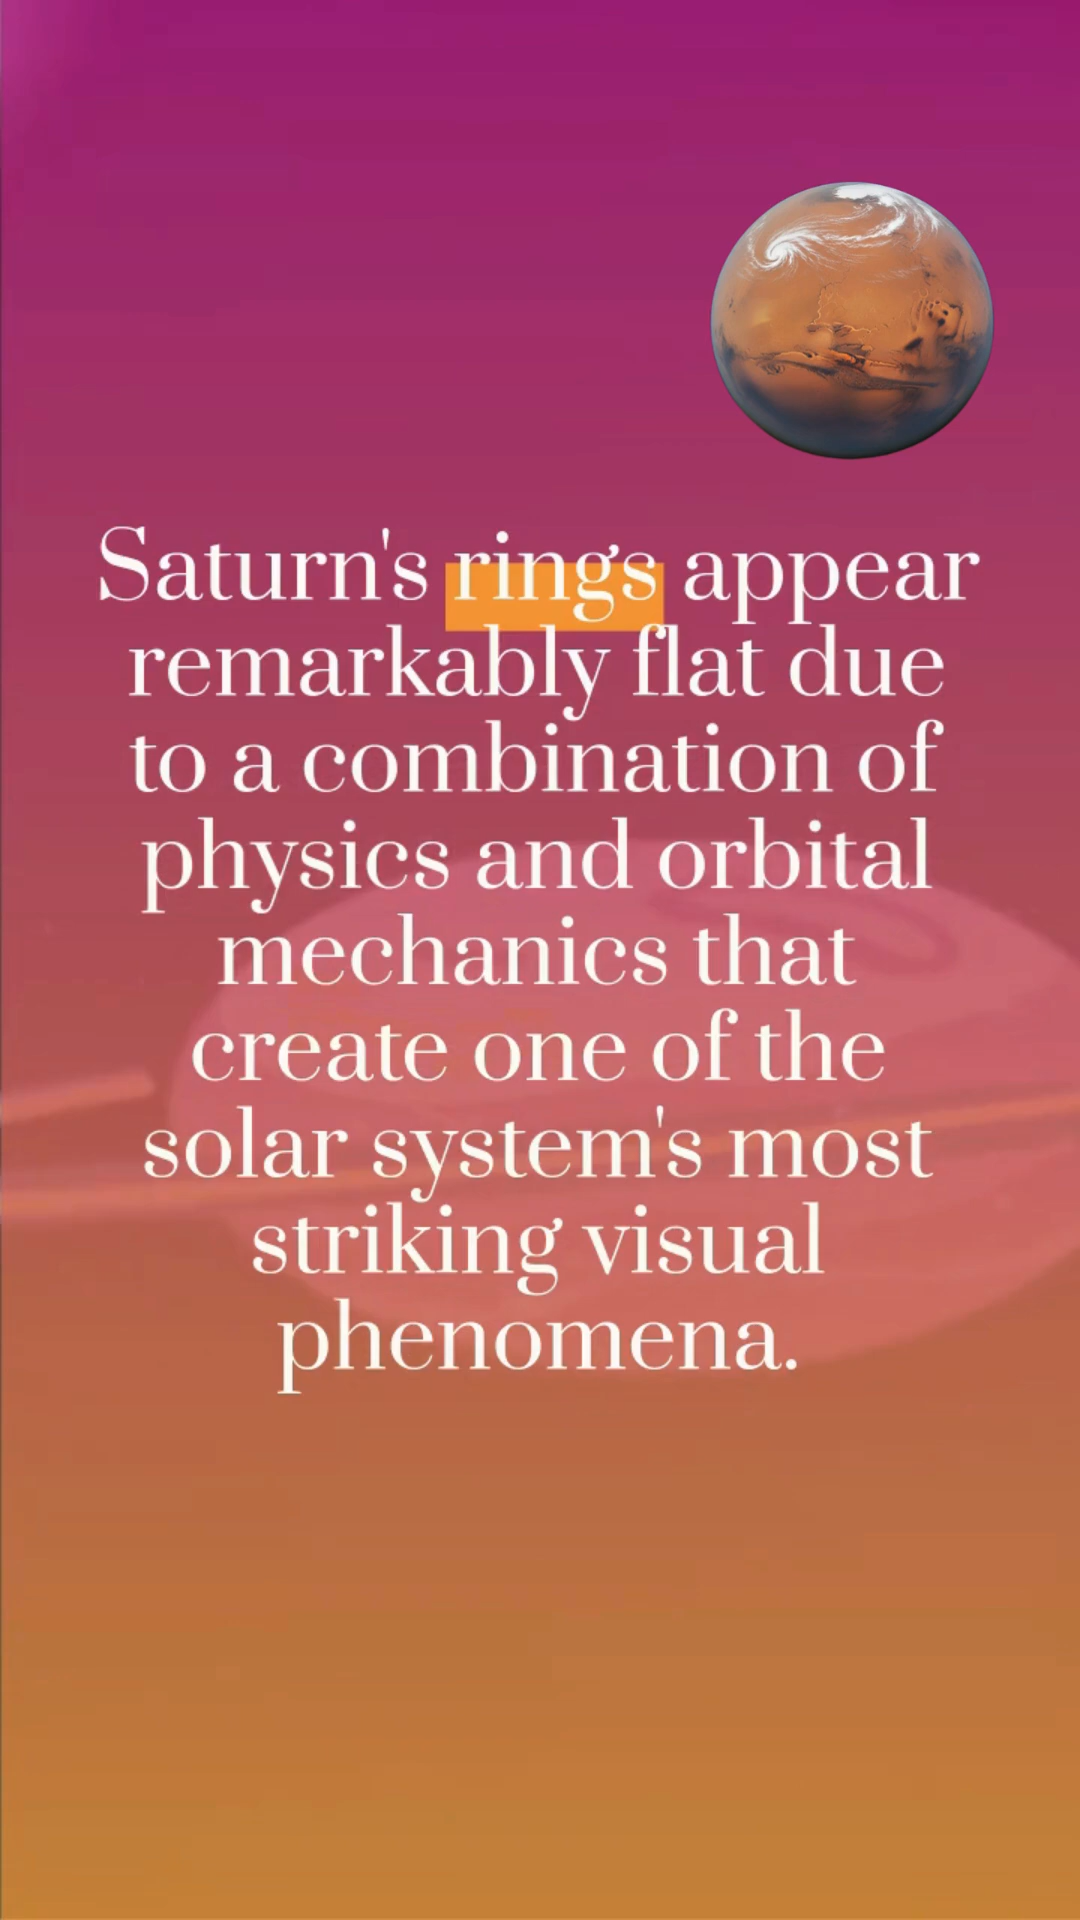 Saturn's rings appear
remarkably flat due
to a combination of
physics and orbital
mechanics that
create one of the
solar system's most
striking visual
phenomena.